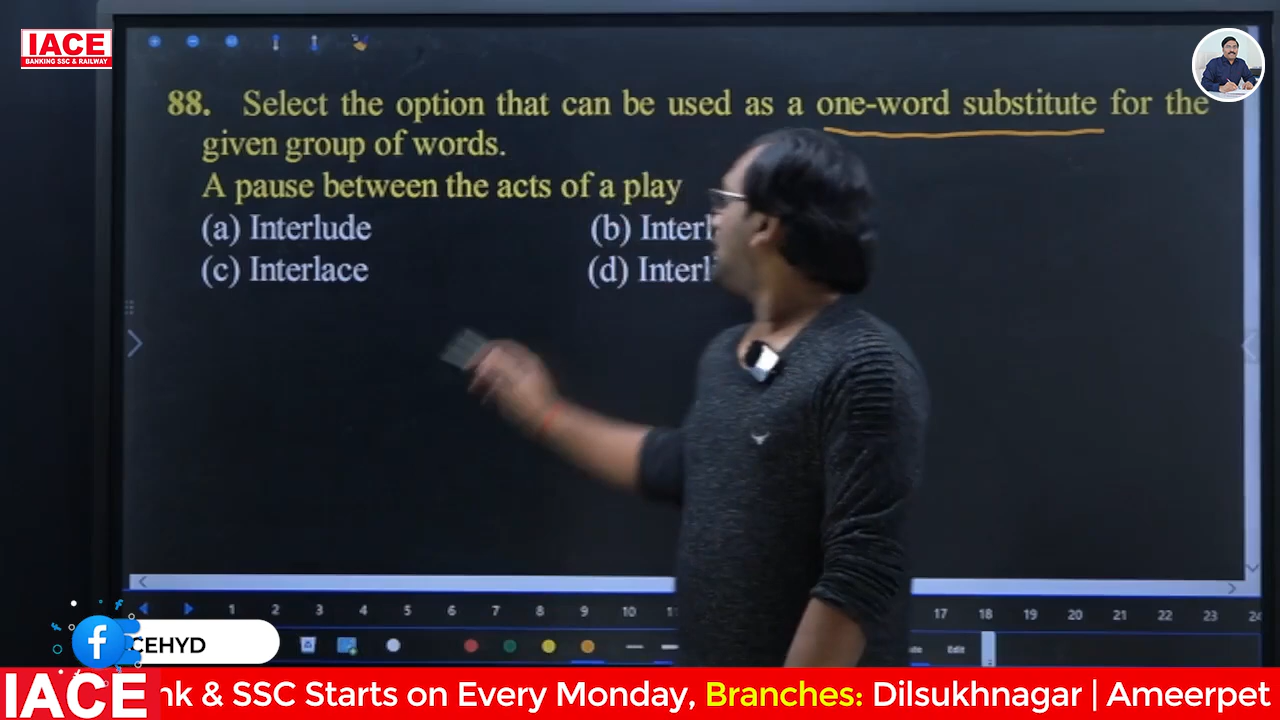 IACE
BANKING SSC & RAILWAY
88. Select the option that can be used as a one-word substitute for the
given group of words.
A pause between the acts of a play
(a) Interlude (b)
(c) Interlace (d)
1 2 3 4 5 6 7 8 9 10 17 18 19 20 21 22 23
Edit
f CEHYD
IACE nk & SSC Starts on Every Monday, Branches: Dilsukhnagar | Ameerpet